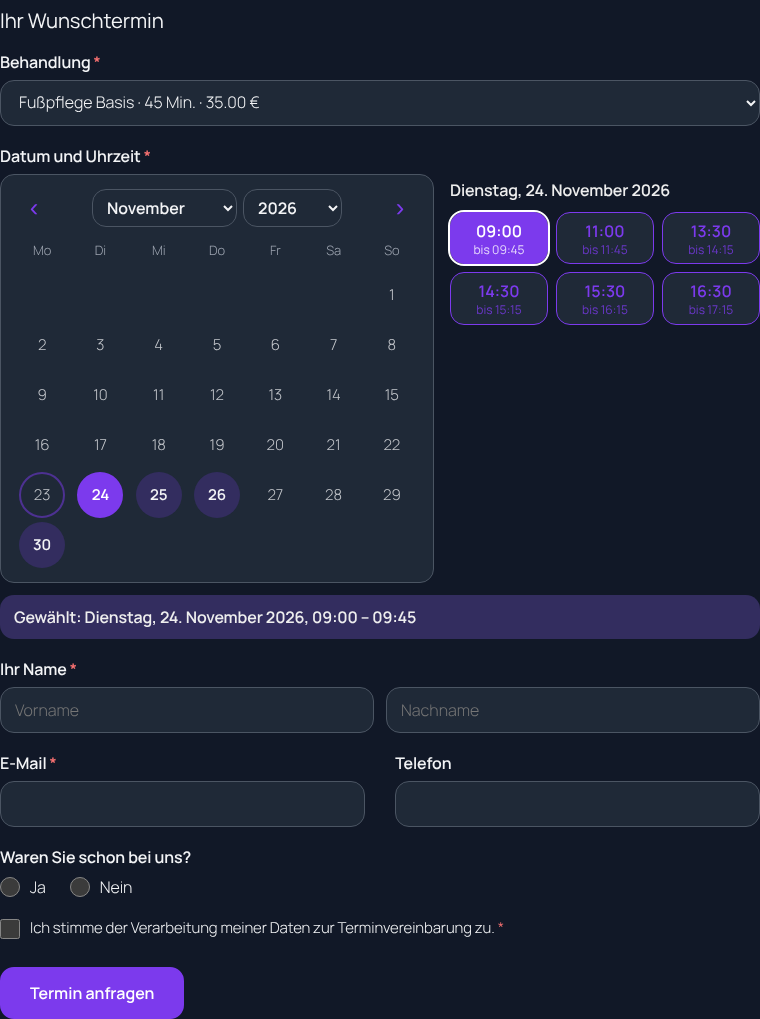 Ihr Wunschtermin
Behandlung *
Fußpflege Basis · 45 Min. · 35.00 €
Datum und Uhrzeit *
‹ November 2026 ›
Mo Di Mi Do Fr Sa So
1
2 3 4 5 6 7 8
9 10 11 12 13 14 15
16 17 18 19 20 21 22
23 24 25 26 27 28 29
30
Dienstag, 24. November 2026
09:00 11:00 13:30
bis 09:45 bis 11:45 bis 14:15
14:30 15:30 16:30
bis 15:15 bis 16:15 bis 17:15
Gewählt: Dienstag, 24. November 2026, 09:00 – 09:45
Ihr Name *
Vorname Nachname
E-Mail * Telefon
Waren Sie schon bei uns?
Ja Nein
Ich stimme der Verarbeitung meiner Daten zur Terminvereinbarung zu. *
Termin anfragen